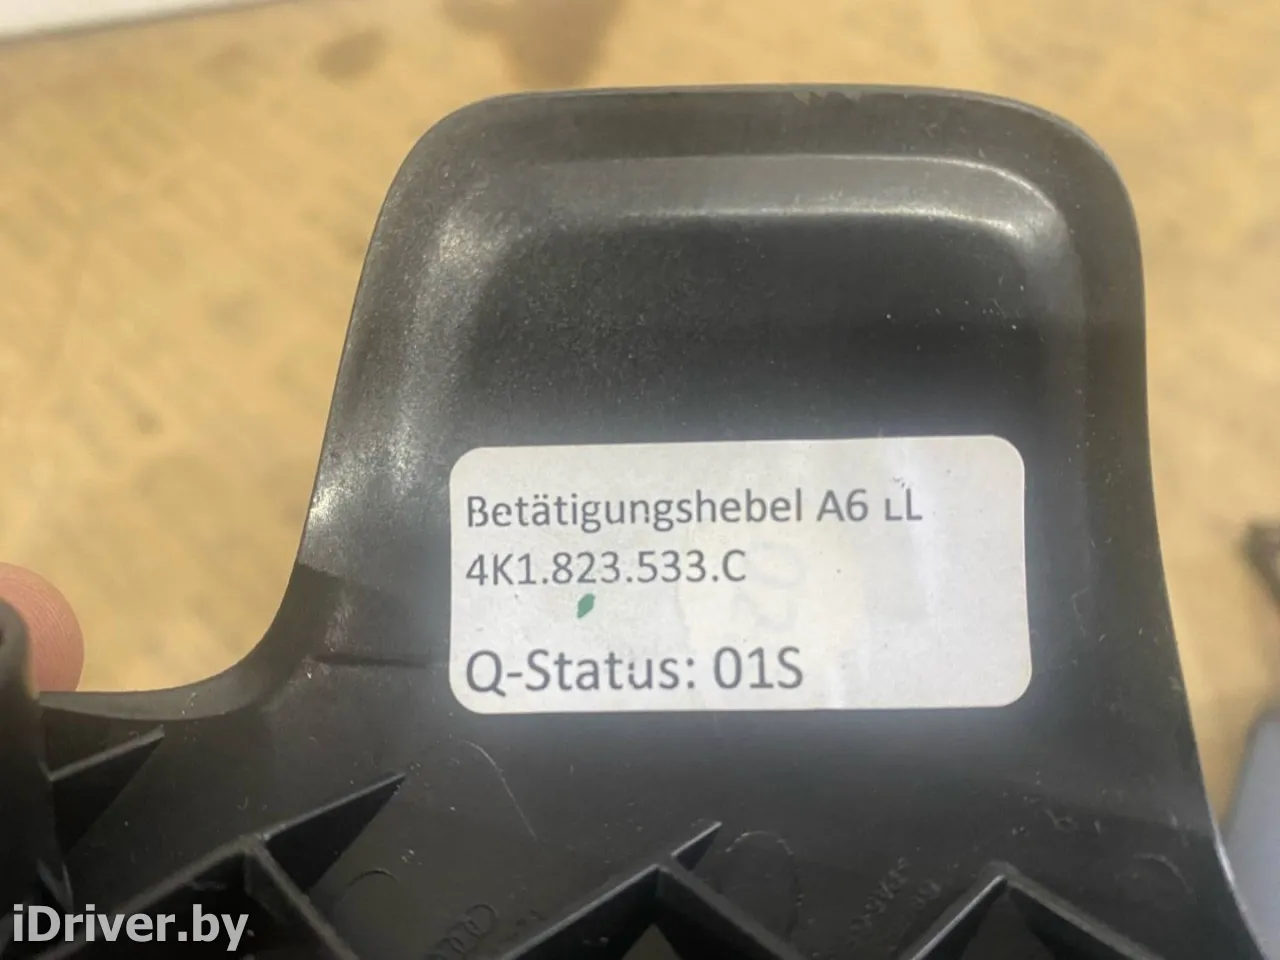 Betätigungshebel A6 LL
4K1.823.533.C
Q-Status: 01S
iDriver.by